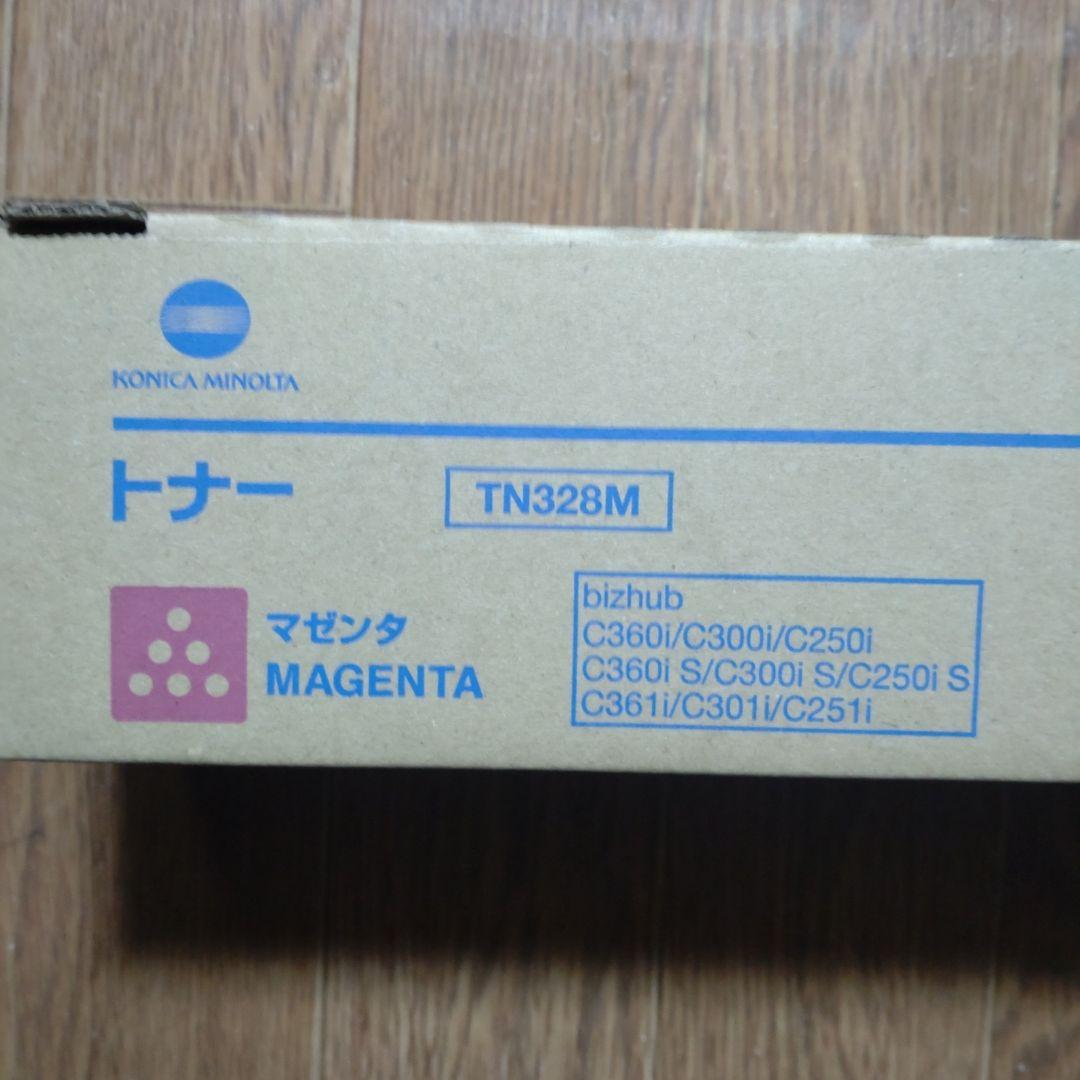 KONICA MINOLTA
トナー
TN328M
マゼンタ
MAGENTA
bizhub
C360i/C300i/C250i
C360i S/C300i S/C250i S
C361i/C301i/C251i